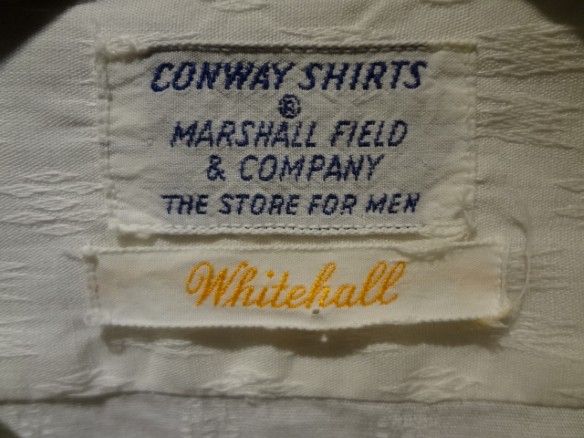 CONWAY SHIRTS
®
MARSHALL FIELD
& COMPANY
THE STORE FOR MEN
Whitehall